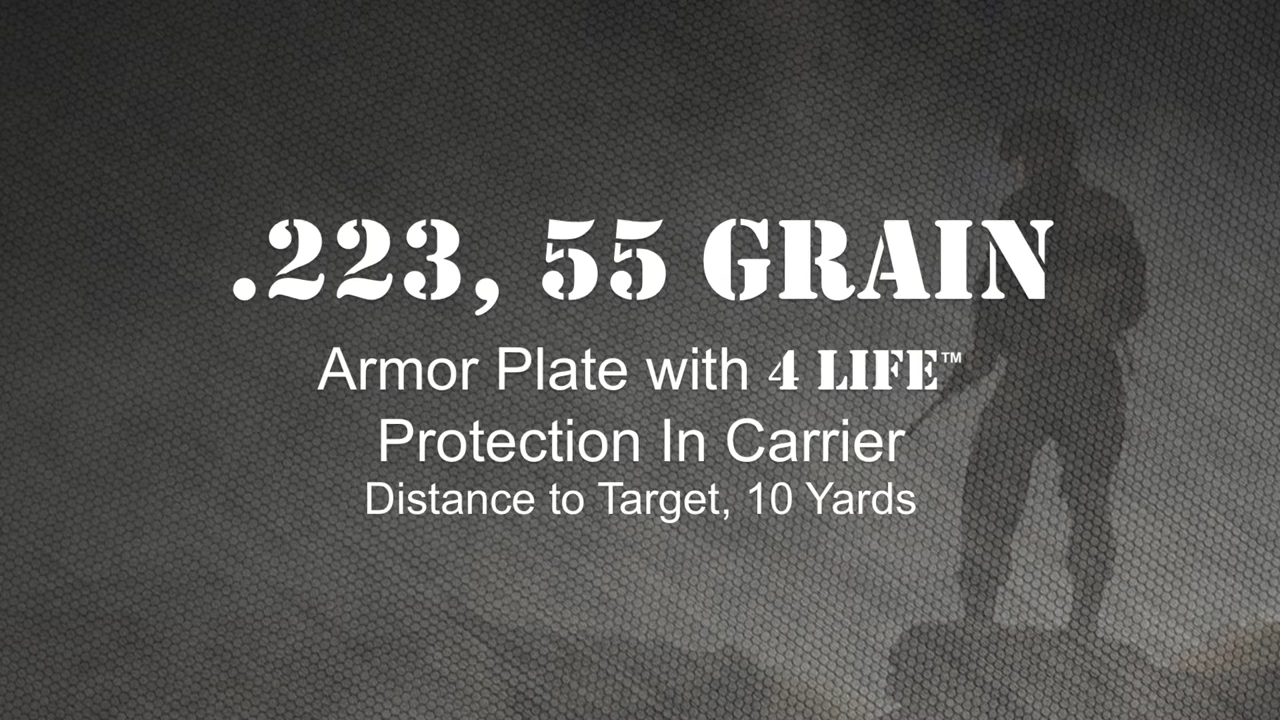 .223, 55 GRAIN
Armor Plate with 4 LIFE™
Protection In Carrier
Distance to Target, 10 Yards